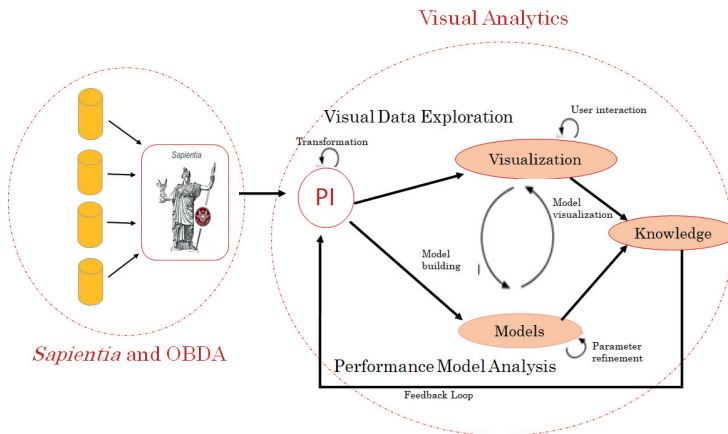 Visual Analytics
Visual Data Exploration
User interaction
Transformation
Sapientia
Visualization
PI
Model
visualization
Knowledge
Model
building
Models
Parameter
refinement
Sapientia and OBDA
Performance Model Analysis
Feedback Loop